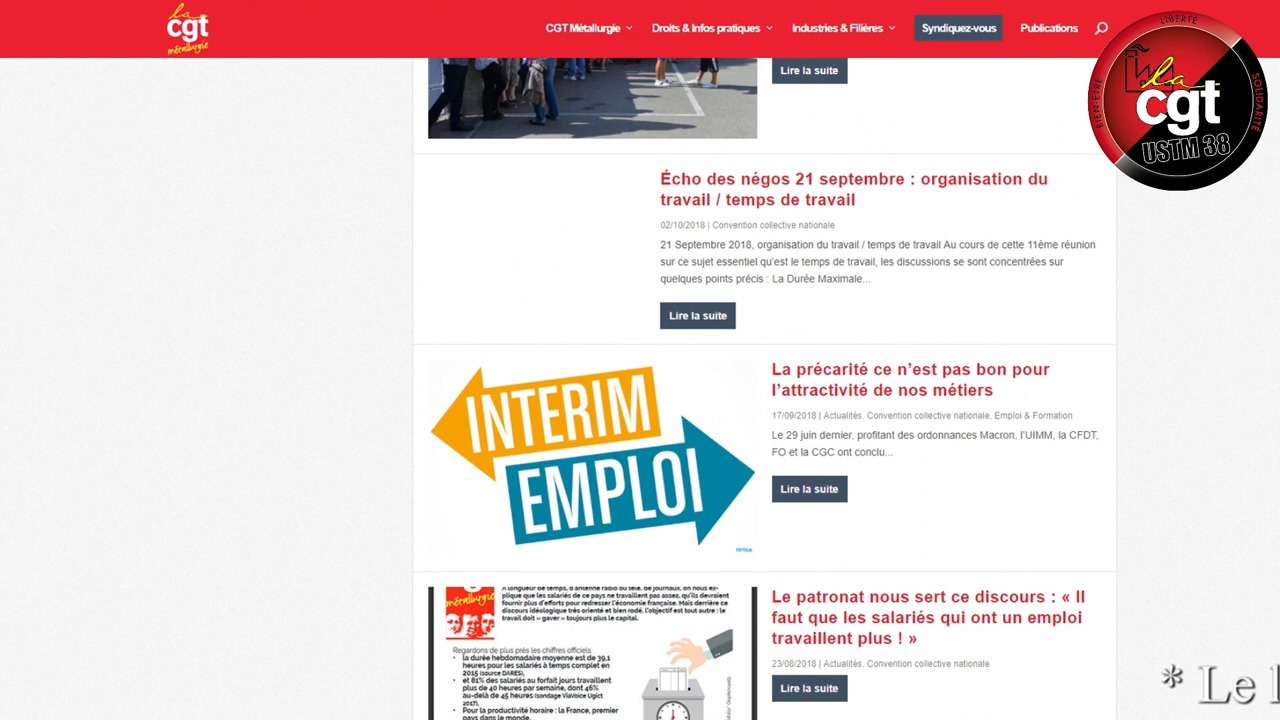 la
cgt
métallurgie
CGT Métallurgie
Droits & Infos pratiques
Industries & Filières
Syndiquez-vous
Publications
LIBERTÉ
BIEN-ÊTRE
SOLIDARITÉ
la
cgt
USTM 38
Lire la suite
Écho des négos 21 septembre : organisation du
travail / temps de travail
02/10/2018 | Convention collective nationale
21 Septembre 2018, organisation du travail / temps de travail Au cours de cette 11ème réunion
sur ce sujet essentiel qu’est le temps de travail, les discussions se sont concentrées sur
quelques points précis : La Durée Maximale...
Lire la suite
INTERIM
EMPLOI
FOTOLIA
La précarité ce n’est pas bon pour
l’attractivité de nos métiers
17/09/2018 | Actualités, Convention collective nationale, Emploi & Formation
Le 29 juin dernier, profitant des ordonnances Macron, l’UIMM, la CFDT,
FO et la CGC ont conclu...
Lire la suite
métallurgie
A longueur de temps, d'antenne radio ou télé, de journaux, on nous ex-
plique que les salariés de ce pays ne travaillent pas assez, qu'ils devraient
fournir plus d'efforts pour redresser l'économie française. Mais derrière ce
discours idéologique très orienté et bien rodé, l'objectif est tout autre : le
travail doit « gaver » toujours plus le capital.
Regardons de plus près les chiffres officiels:
• la durée hebdomadaire moyenne est de 39,1
heures pour les salariés à temps complet en
2015 (source DARES),
• et 81% des salariés au forfait jours travaillent
plus de 40 heures par semaine, dont 46%
au-delà de 45 heures (sondage ViaVoice Ugict
2017),
• Pour la productivité horaire : la France, premier
pays dans le monde.
Le patronat nous sert ce discours : « Il
faut que les salariés qui ont un emploi
travaillent plus ! »
23/08/2018 | Actualités, Convention collective nationale
Lire la suite
* Le